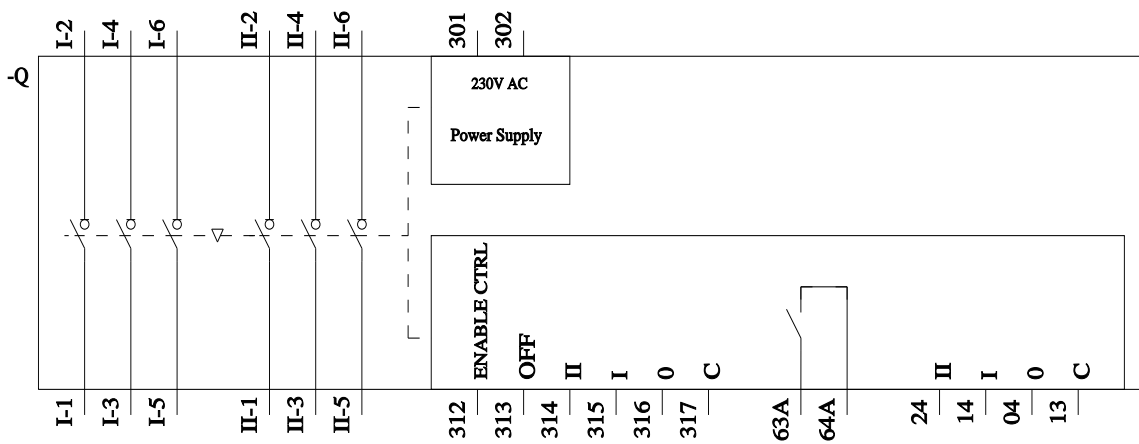 I-2 I-4 I-6 II-2 II-4 II-6 301 302
-Q
230V AC
Power Supply
ENABLE CTRL OFF II I 0 C II I 0 C
I-1 I-3 I-5 II-1 II-3 II-5 312 313 314 315 316 317 63A 64A 24 14 04 13